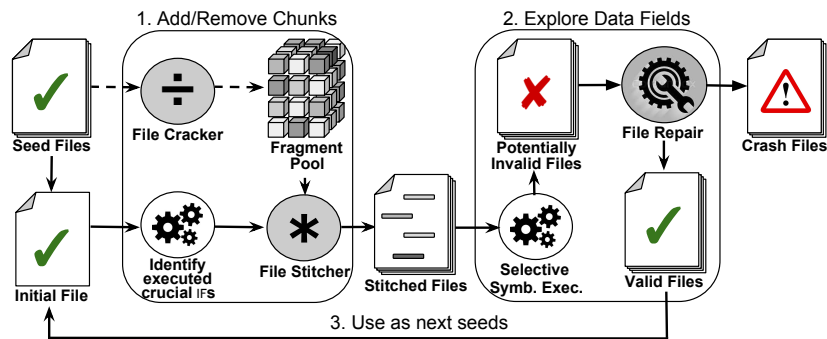 1. Add/Remove Chunks
2. Explore Data Fields
Seed Files
File Cracker
Fragment
Pool
Potentially
Invalid Files
File Repair
Crash Files
Initial File
Identify
executed
crucial IFs
File Stitcher
Stitched Files
Selective
Symb. Exec.
Valid Files
3. Use as next seeds